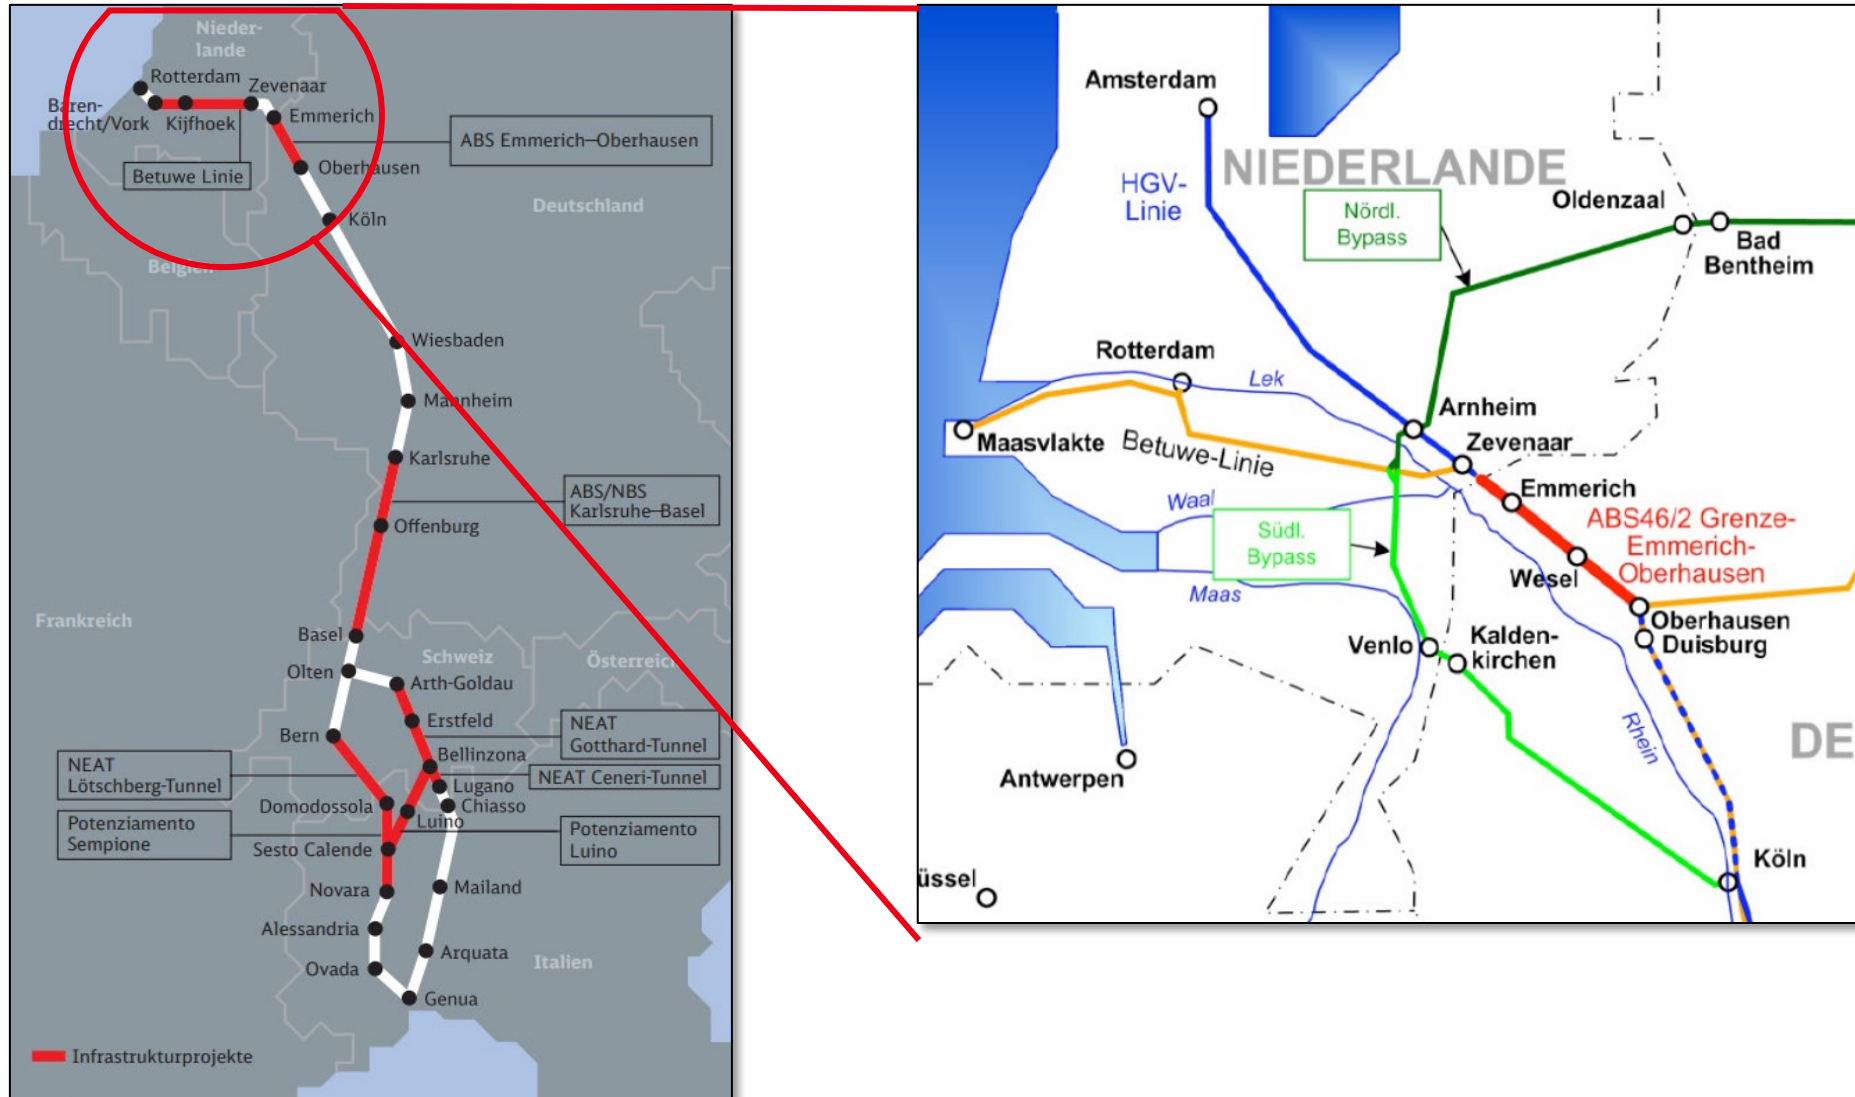 Nieder-
lande
Rotterdam
Zevenaar
Baren-
drecht/Vork
Kijfhoek
Emmerich
ABS Emmerich–Oberhausen
Betuwe Linie
Oberhausen
Köln
Deutschland
Belgien
Wiesbaden
Mannheim
Karlsruhe
ABS/NBS
Karlsruhe–Basel
Offenburg
Frankreich
Basel
Schweiz
Österreich
Olten
Arth-Goldau
Erstfeld
NEAT
Gotthard-Tunnel
Bern
Bellinzona
NEAT
Lötschberg-Tunnel
NEAT Ceneri-Tunnel
Lugano
Domodossola
Chiasso
Luino
Potenziamento
Sempione
Potenziamento
Luino
Sesto Calende
Novara
Mailand
Alessandria
Arquata
Ovada
Italien
Genua
Infrastrukturprojekte
Amsterdam
NIEDERLANDE
HGV-
Linie
Nördl.
Bypass
Oldenzaal
Bad
Bentheim
Rotterdam
Lek
Arnheim
Maasvlakte
Betuwe-Linie
Zevenaar
Emmerich
Waal
ABS46/2 Grenze-
Emmerich-
Oberhausen
Südl.
Bypass
Wesel
Maas
Oberhausen
Duisburg
Venlo
Kalden-
kirchen
Rhein
DE
Antwerpen
Köln
üssel